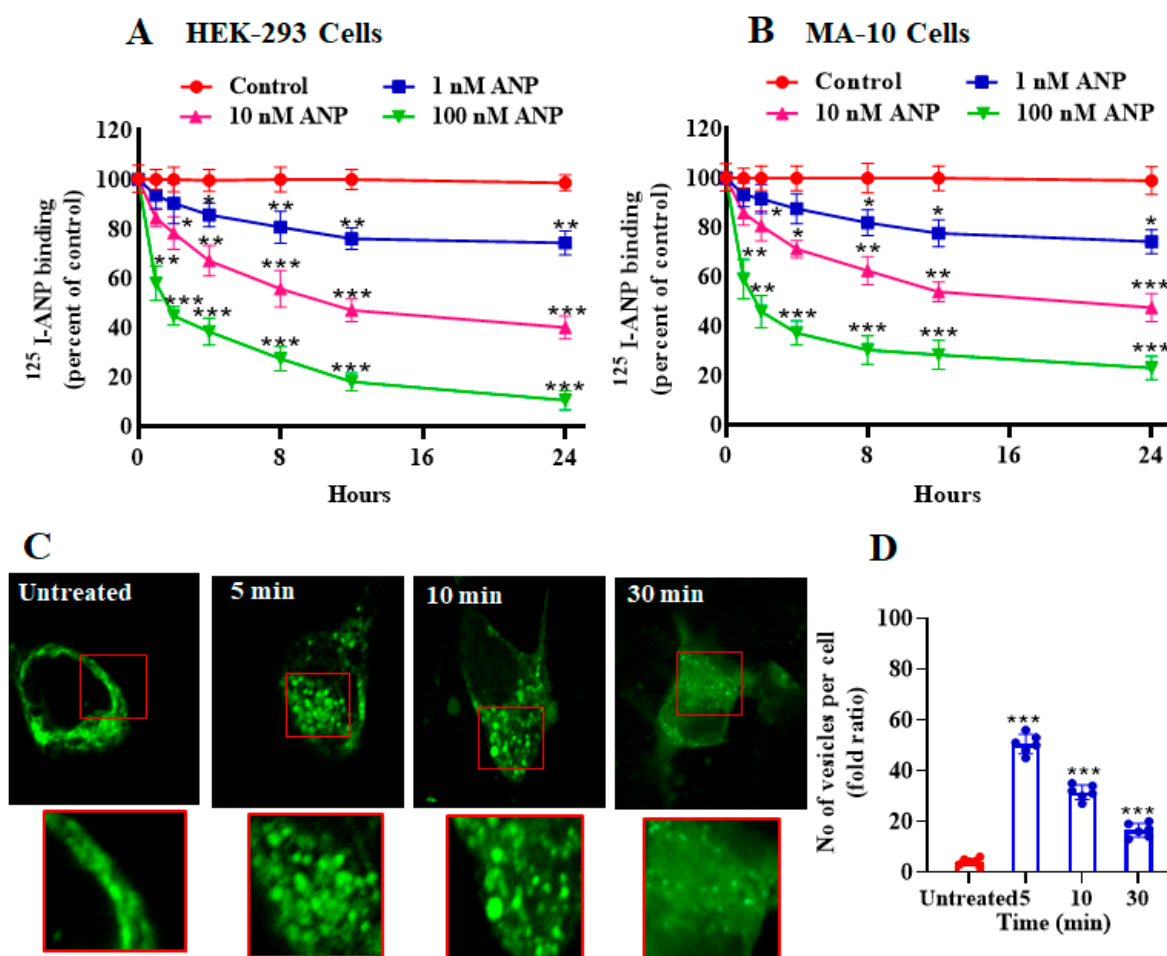 A HEK-293 Cells
Control 1 nM ANP
10 nM ANP 100 nM ANP
120
100
80
60
40
20
0
125 I-ANP binding
(percent of control)
* ** ** **
* ** *** *** ***
** *** *** *** *** ***
0 8 16 24
Hours
B MA-10 Cells
Control 1 nM ANP
10 nM ANP 100 nM ANP
120
100
80
60
40
20
0
125 I-ANP binding
(percent of control)
* * *
* * ** ** ***
** ** *** *** *** ***
0 8 16 24
Hours
C
Untreated
5 min
10 min
30 min
D
100
80
60
40
20
0
No of vesicles per cell
(fold ratio)
*** *** ***
Untreated 5 10 30
Time (min)